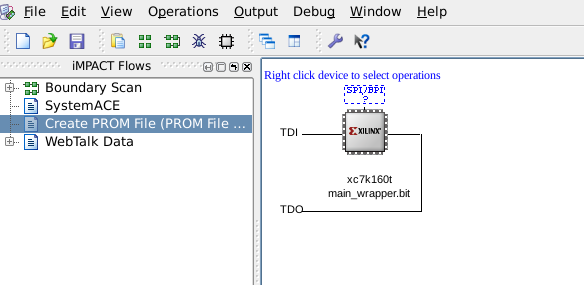 File Edit View Operations Output Debug Window Help
iMPACT Flows
Boundary Scan
SystemACE
Create PROM File (PROM File ...
WebTalk Data
Right click device to select operations
SPI/BPI
?
TDI
XILINX
xc7k160t
main_wrapper.bit
TDO